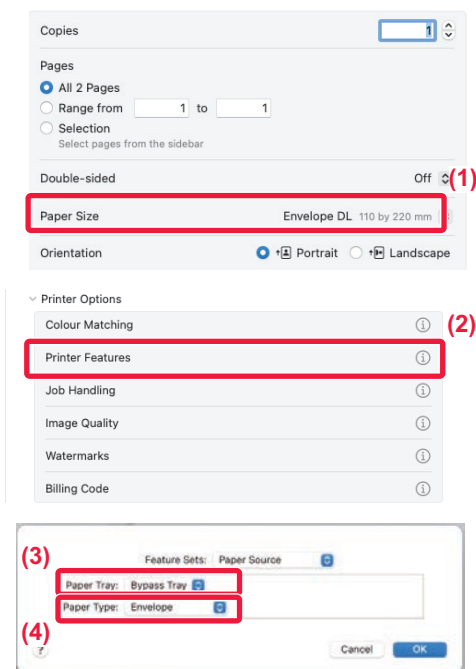 Copies 1
Pages
All 2 Pages
Range from 1 to 1
Selection
Select pages from the sidebar
Double-sided Off
(1)
Paper Size Envelope DL 110 by 220 mm
Orientation Portrait Landscape
Printer Options
Colour Matching
(2)
Printer Features
Job Handling
Image Quality
Watermarks
Billing Code
Feature Sets: Paper Source
(3)
Paper Tray: Bypass Tray
Paper Type: Envelope
(4)
? Cancel OK